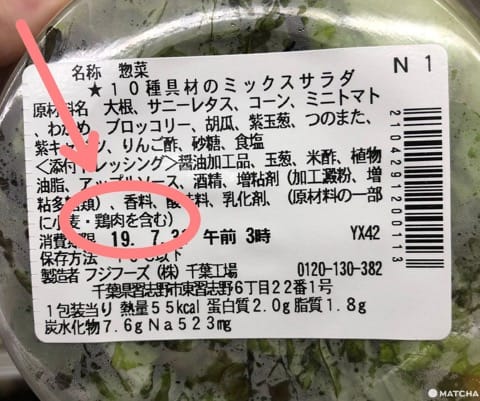 名称 惣菜
N 1
★10種具材のミックスサラダ
原材料名 大根、サニーレタス、コーン、ミニトマト
、わかめ、ブロッコリー、胡瓜、紫玉葱、つのまた、
紫キ ツ、りんご酢、砂糖、食塩
<添付 レッシング>醤油加工品、玉葱、米酢、植物
油脂、アップルソース、酒精、増粘剤(加工澱粉、増
粘多 類)、香料、酸 料、乳化剤、(原材料の一部
に小麦・鶏肉を含む)
消費期限 19. 7.3 午前 3時 YX42
保存方法 以下
製造者 フジフーズ(株)千葉工場 0120-130-382
千葉県習志野市東習志野6丁目22番1号
1包装当り 熱量55kcal 蛋白質2.0g 脂質1.8g
炭水化物7.6g Na523mg
2104291200113
MATCHA